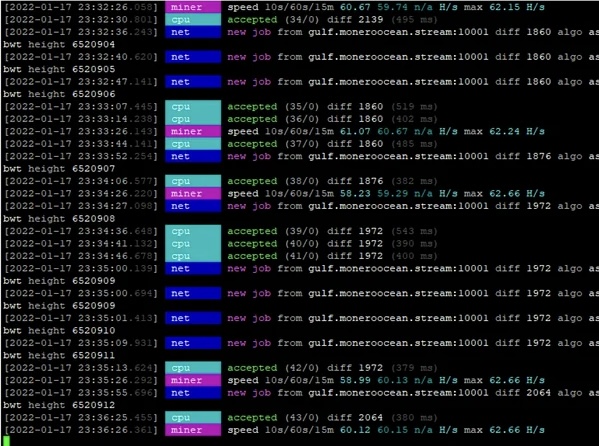 [2022-01-17 23:32:26.058] miner speed 10s/60s/15m 60.67 59.74 n/a H/s max 62.15 H/s
[2022-01-17 23:32:30.801] cpu accepted (34/0) diff 2139 (495 ms)
[2022-01-17 23:32:36.243] net new job from gulf.moneroocean.stream:10001 diff 1860 algo as
bwt height 6520904
[2022-01-17 23:32:40.620] net new job from gulf.moneroocean.stream:10001 diff 1860 algo as
bwt height 6520905
[2022-01-17 23:32:47.141] net new job from gulf.moneroocean.stream:10001 diff 1860 algo as
bwt height 6520906
[2022-01-17 23:33:07.445] cpu accepted (35/0) diff 1860 (519 ms)
[2022-01-17 23:33:14.238] cpu accepted (36/0) diff 1860 (402 ms)
[2022-01-17 23:33:26.143] miner speed 10s/60s/15m 61.07 60.67 n/a H/s max 62.24 H/s
[2022-01-17 23:33:44.141] cpu accepted (37/0) diff 1860 (485 ms)
[2022-01-17 23:33:52.254] net new job from gulf.moneroocean.stream:10001 diff 1876 algo as
bwt height 6520907
[2022-01-17 23:34:06.577] cpu accepted (38/0) diff 1876 (382 ms)
[2022-01-17 23:34:26.220] miner speed 10s/60s/15m 58.23 59.29 n/a H/s max 62.66 H/s
[2022-01-17 23:34:27.098] net new job from gulf.moneroocean.stream:10001 diff 1972 algo as
bwt height 6520908
[2022-01-17 23:34:36.648] cpu accepted (39/0) diff 1972 (543 ms)
[2022-01-17 23:34:41.132] cpu accepted (40/0) diff 1972 (390 ms)
[2022-01-17 23:34:46.678] cpu accepted (41/0) diff 1972 (400 ms)
[2022-01-17 23:35:00.139] net new job from gulf.moneroocean.stream:10001 diff 1972 algo as
bwt height 6520909
[2022-01-17 23:35:00.694] net new job from gulf.moneroocean.stream:10001 diff 1972 algo as
bwt height 6520909
[2022-01-17 23:35:01.413] net new job from gulf.moneroocean.stream:10001 diff 1972 algo as
bwt height 6520910
[2022-01-17 23:35:09.931] net new job from gulf.moneroocean.stream:10001 diff 1972 algo as
bwt height 6520911
[2022-01-17 23:35:13.624] cpu accepted (42/0) diff 1972 (379 ms)
[2022-01-17 23:35:26.292] miner speed 10s/60s/15m 58.99 60.13 n/a H/s max 62.66 H/s
[2022-01-17 23:35:55.696] net new job from gulf.moneroocean.stream:10001 diff 2064 algo as
bwt height 6520912
[2022-01-17 23:36:25.455] cpu accepted (43/0) diff 2064 (380 ms)
[2022-01-17 23:36:26.361] miner speed 10s/60s/15m 60.12 60.15 n/a H/s max 62.66 H/s